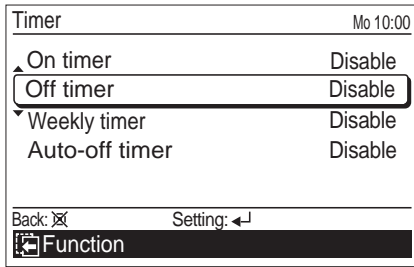 Timer Mo 10:00
On timer Disable
Off timer Disable
Weekly timer Disable
Auto-off timer Disable
Back: Setting:
Function